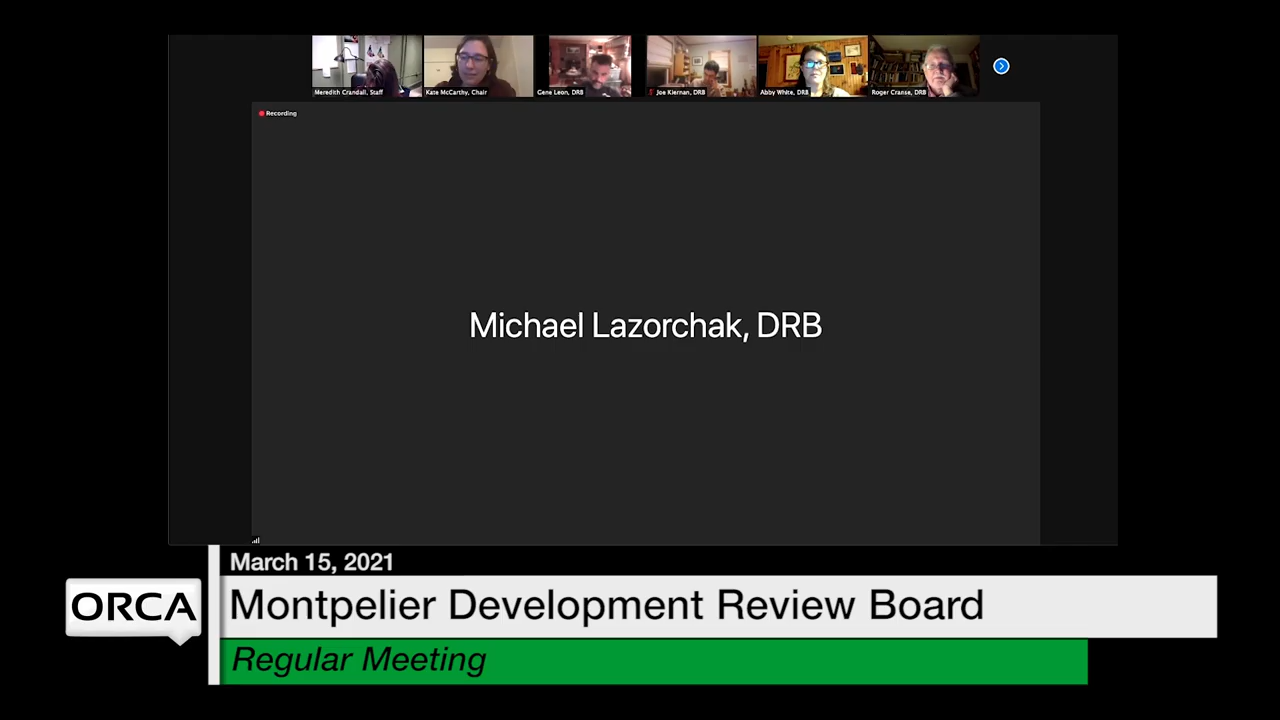 Meredith Crandall, Staff
Kate McCarthy, Chair
Gene Leon, DRB
Joe Kiernan, DRB
Abby White, DRB
Roger Cranse, DRB
Recording
Michael Lazorchak, DRB
March 15, 2021
ORCA
Montpelier Development Review Board
Regular Meeting